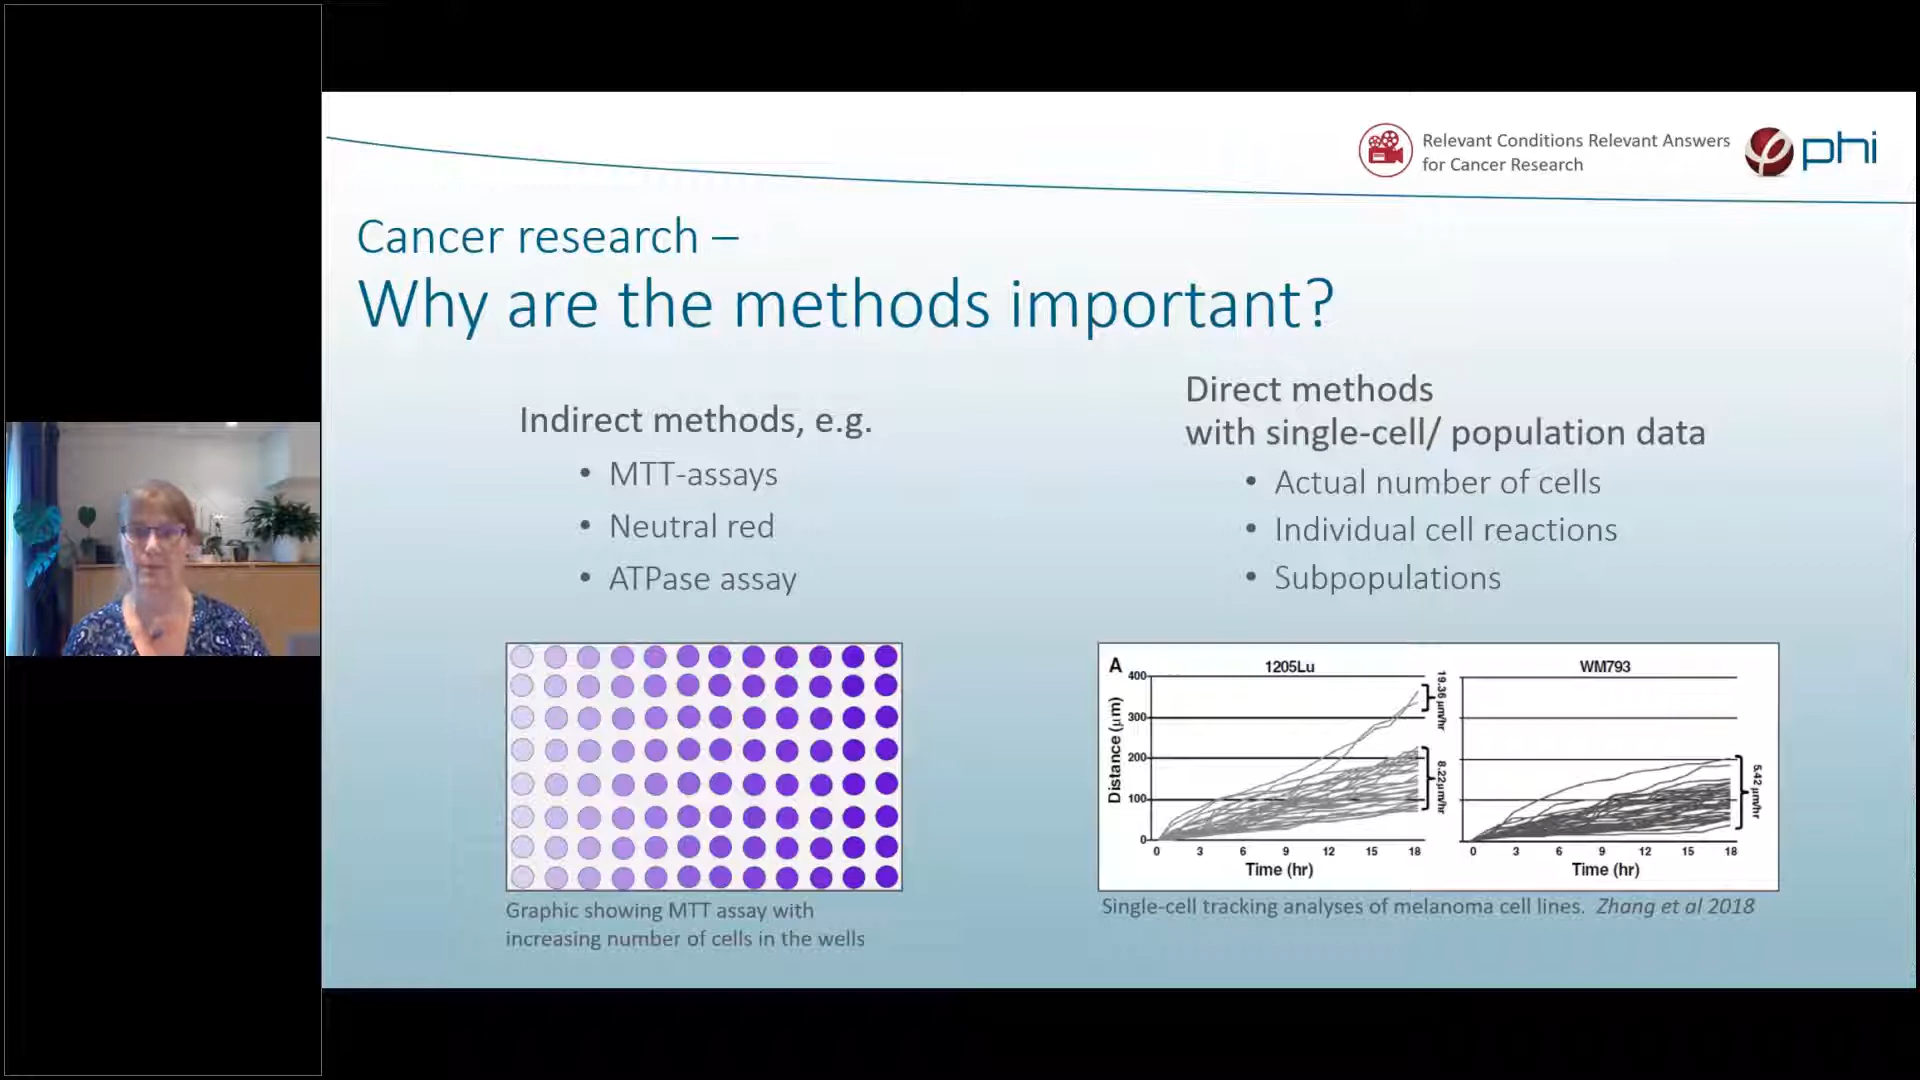 Relevant Conditions Relevant Answers
for Cancer Research
phi
Cancer research –
Why are the methods important?
Indirect methods, e.g.
• MTT-assays
• Neutral red
• ATPase assay
Direct methods
with single-cell/ population data
• Actual number of cells
• Individual cell reactions
• Subpopulations
Graphic showing MTT assay with
increasing number of cells in the wells
A
1205Lu
Distance (µm)
400
300
200
100
0
0 3 6 9 12 15 18
Time (hr)
19.36 µm/hr
8.22µm/hr
WM793
0 3 6 9 12 15 18
Time (hr)
5.42 µm/hr
Single-cell tracking analyses of melanoma cell lines. Zhang et al 2018